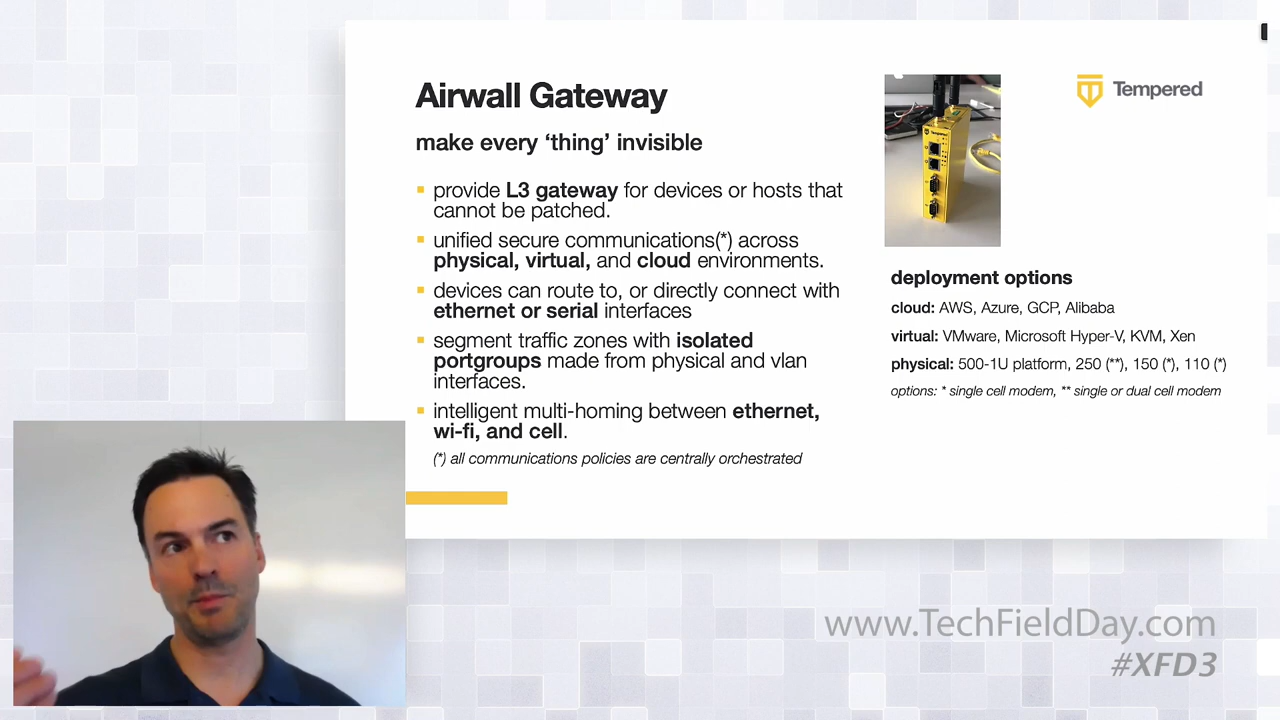 Airwall Gateway
make every ‘thing’ invisible
▪ provide L3 gateway for devices or hosts that
cannot be patched.
▪ unified secure communications(*) across
physical, virtual, and cloud environments.
▪ devices can route to, or directly connect with
ethernet or serial interfaces
▪ segment traffic zones with isolated
portgroups made from physical and vlan
interfaces.
▪ intelligent multi-homing between ethernet,
wi-fi, and cell.
(*) all communications policies are centrally orchestrated
Tempered
Tempered
deployment options
cloud: AWS, Azure, GCP, Alibaba
virtual: VMware, Microsoft Hyper-V, KVM, Xen
physical: 500-1U platform, 250 (**), 150 (*), 110 (*)
options: * single cell modem, ** single or dual cell modem
www.TechFieldDay.com
#XFD3